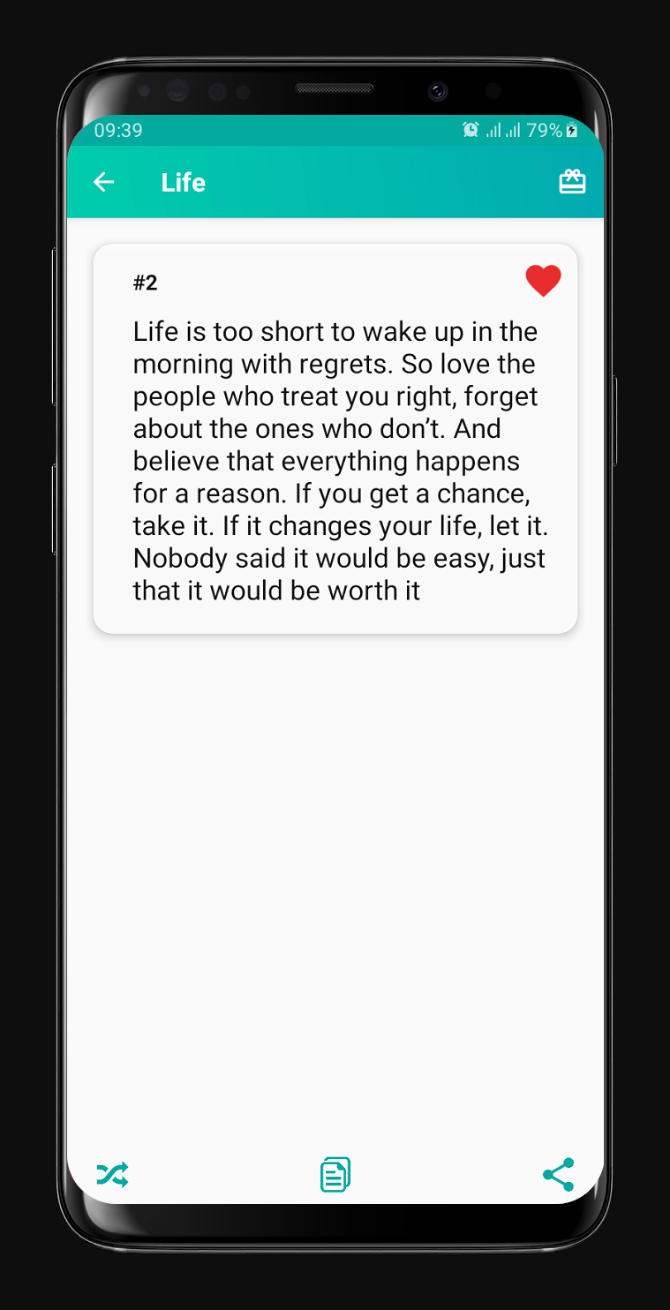 09:39
79%
Life
#2
Life is too short to wake up in the
morning with regrets. So love the
people who treat you right, forget
about the ones who don’t. And
believe that everything happens
for a reason. If you get a chance,
take it. If it changes your life, let it.
Nobody said it would be easy, just
that it would be worth it